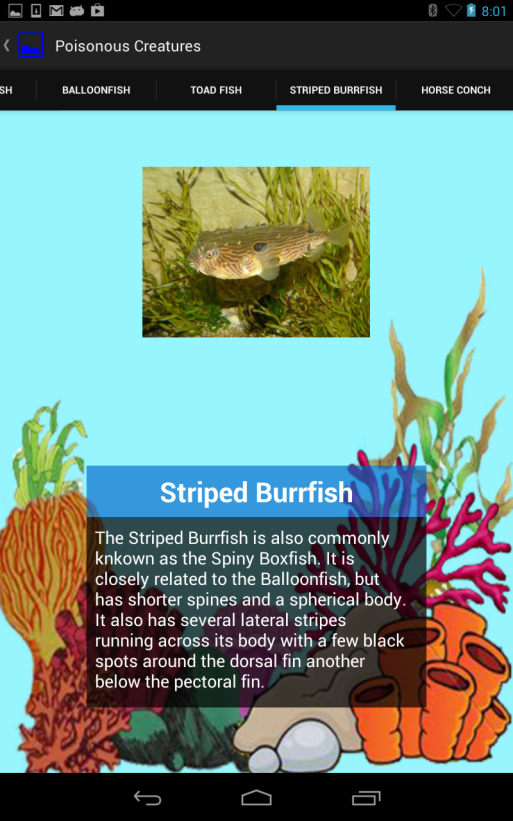 8:01
Poisonous Creatures
SH BALLOONFISH TOAD FISH STRIPED BURRFISH HORSE CONCH
Striped Burrfish
The Striped Burrfish is also commonly
knkown as the Spiny Boxfish. It is
closely related to the Balloonfish, but
has shorter spines and a spherical body.
It also has several lateral stripes
running across its body with a few black
spots around the dorsal fin another
below the pectoral fin.